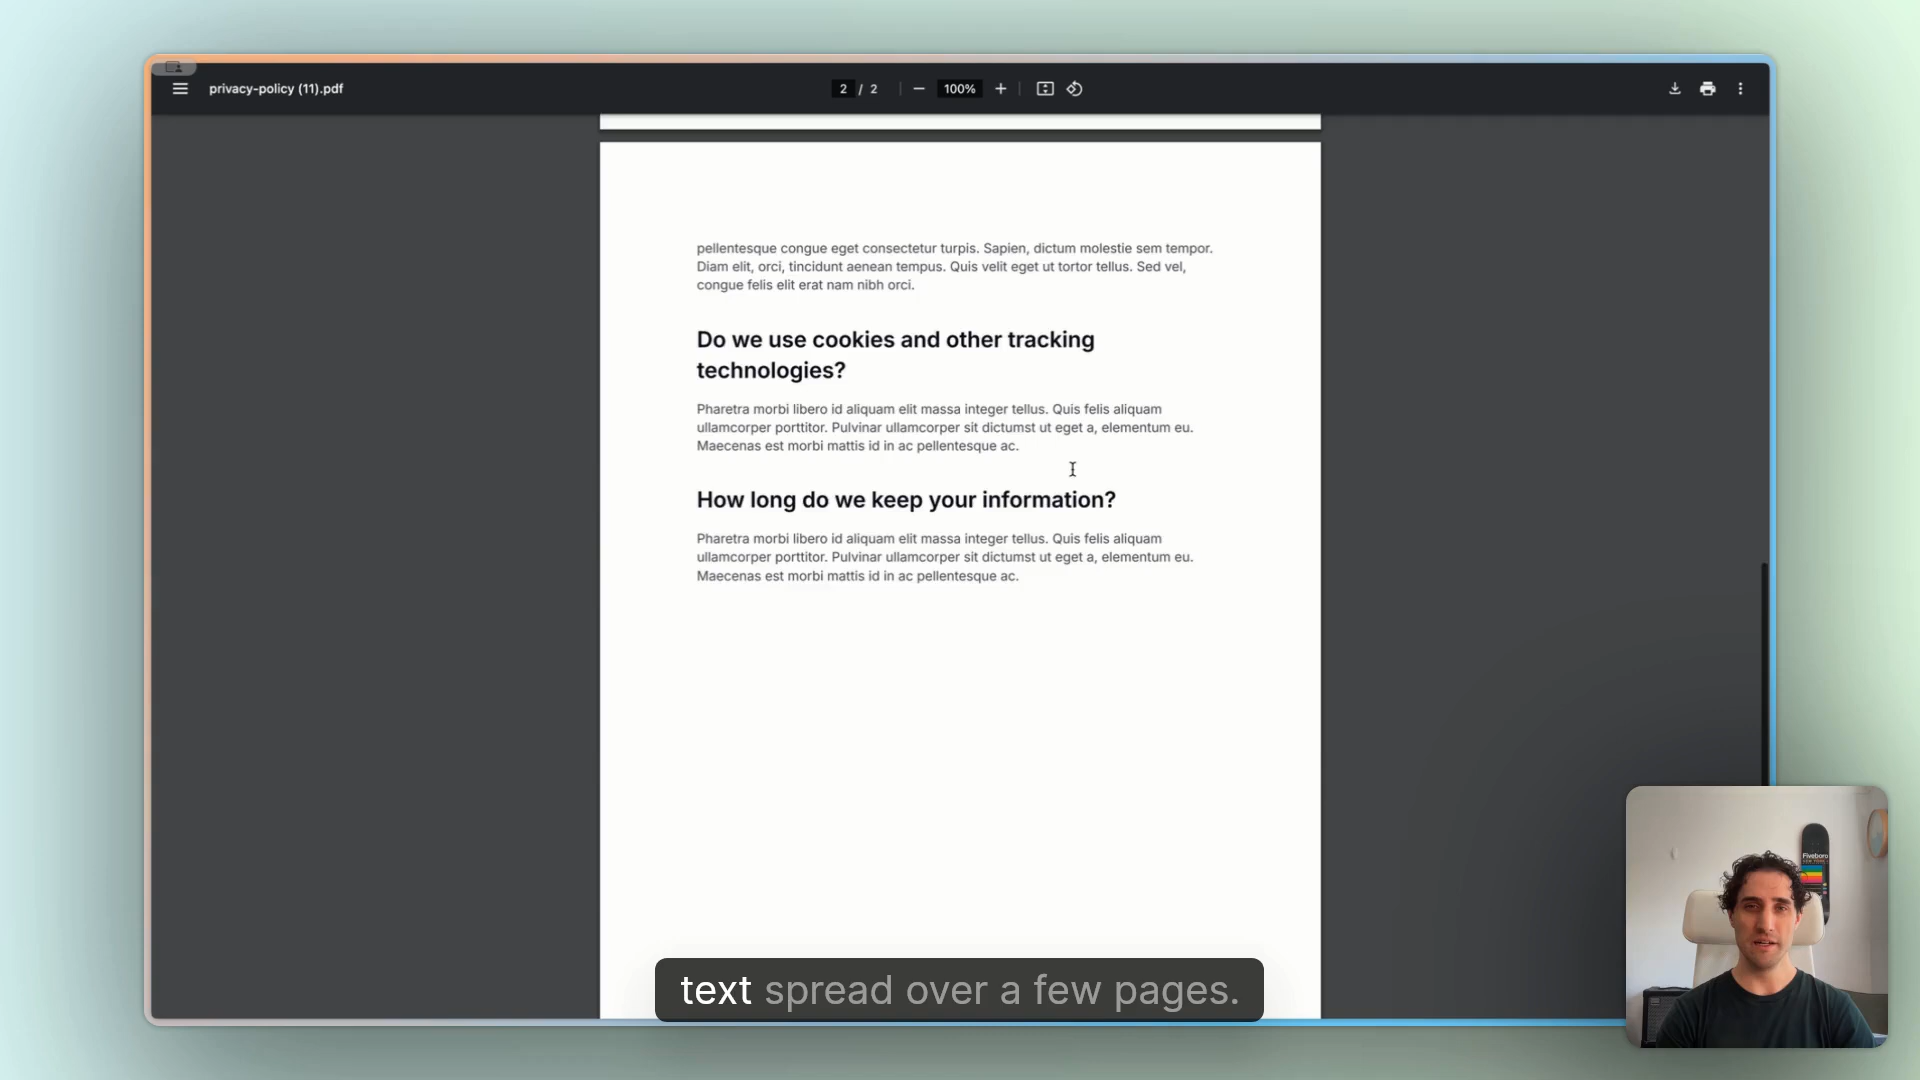 privacy-policy (11).pdf
2 / 2
100%
pellentesque congue eget consectetur turpis. Sapien, dictum molestie sem tempor.
Diam elit, orci, tincidunt aenean tempus. Quis velit eget ut tortor tellus. Sed vel,
congue felis elit erat nam nibh orci.
Do we use cookies and other tracking
technologies?
Pharetra morbi libero id aliquam elit massa integer tellus. Quis felis aliquam
ullamcorper porttitor. Pulvinar ullamcorper sit dictumst ut eget a, elementum eu.
Maecenas est morbi mattis id in ac pellentesque ac.
How long do we keep your information?
Pharetra morbi libero id aliquam elit massa integer tellus. Quis felis aliquam
ullamcorper porttitor. Pulvinar ullamcorper sit dictumst ut eget a, elementum eu.
Maecenas est morbi mattis id in ac pellentesque ac.
Fiveboro
text spread over a few pages.